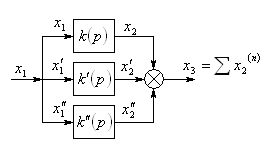 x₁ k(p) x₂
x₁ x₁′ k′(p) x₂′ x₃ = ∑ x₂⁽ⁿ⁾
x₁″ k″(p) x₂″